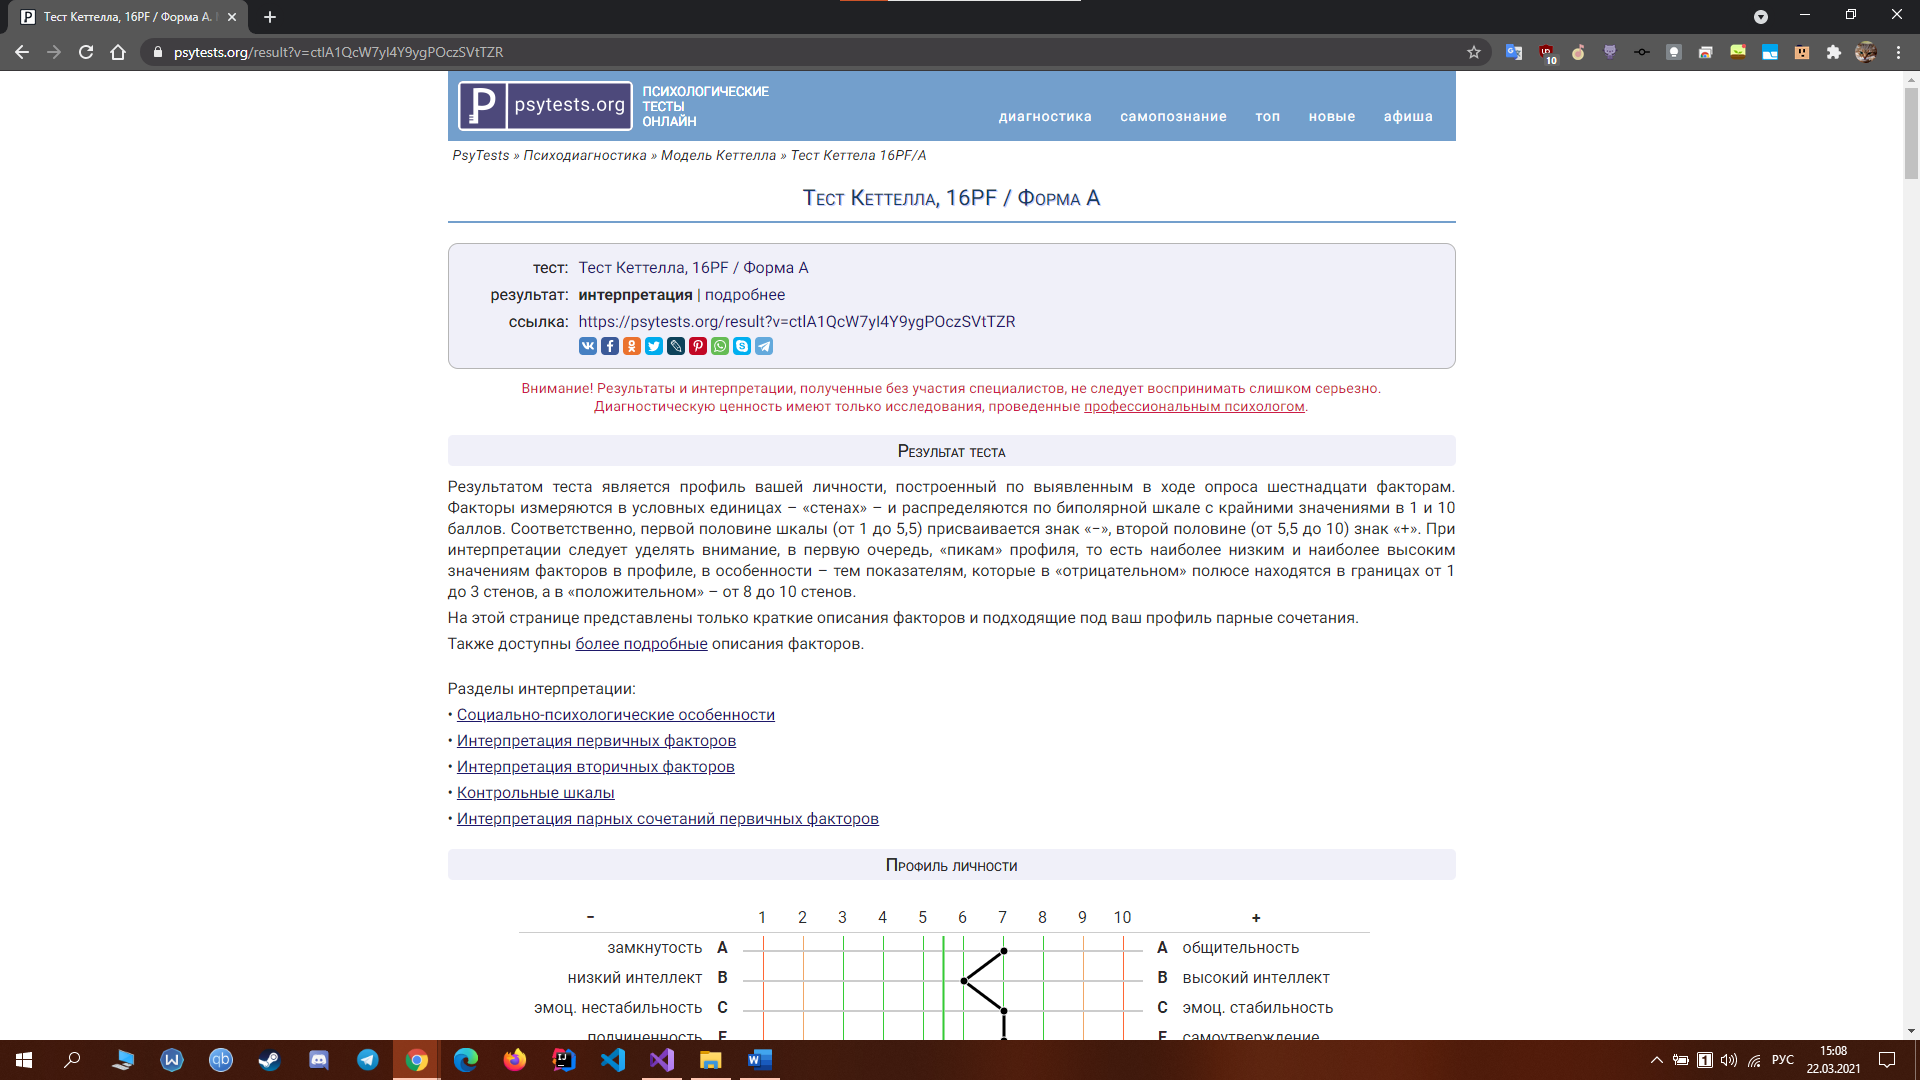 Тест Кеттелла, 16PF / Форма A.
psytests.org/result?v=ctlA1QcW7yI4Y9ygPOczSVtTZR
10
P psytests.org
ПСИХОЛОГИЧЕСКИЕ
ТЕСТЫ
ОНЛАЙН
диагностика самопознание топ новые афиша
PsyTests » Психодиагностика » Модель Кеттелла » Тест Кеттела 16PF/A
Тест Кеттелла, 16PF / Форма A
тест: Тест Кеттелла, 16PF / Форма A
результат: интерпретация | подробнее
ссылка: https://psytests.org/result?v=ctlA1QcW7yI4Y9ygPOczSVtTZR
Внимание! Результаты и интерпретации, полученные без участия специалистов, не следует воспринимать слишком серьезно.
Диагностическую ценность имеют только исследования, проведенные профессиональным психологом.
Результат теста
Результатом теста является профиль вашей личности, построенный по выявленным в ходе опроса шестнадцати факторам.
Факторы измеряются в условных единицах – «стенах» – и распределяются по биполярной шкале с крайними значениями в 1 и 10
баллов. Соответственно, первой половине шкалы (от 1 до 5,5) присваивается знак «−», второй половине (от 5,5 до 10) знак «+». При
интерпретации следует уделять внимание, в первую очередь, «пикам» профиля, то есть наиболее низким и наиболее высоким
значениям факторов в профиле, в особенности – тем показателям, которые в «отрицательном» полюсе находятся в границах от 1
до 3 стенов, а в «положительном» – от 8 до 10 стенов.
На этой странице представлены только краткие описания факторов и подходящие под ваш профиль парные сочетания.
Также доступны более подробные описания факторов.
Разделы интерпретации:
• Социально-психологические особенности
• Интерпретация первичных факторов
• Интерпретация вторичных факторов
• Контрольные шкалы
• Интерпретация парных сочетаний первичных факторов
Профиль личности
− 1 2 3 4 5 6 7 8 9 10 +
замкнутость A A общительность
низкий интеллект B B высокий интеллект
эмоц. нестабильность C C эмоц. стабильность
подчиненность E E самоутверждение
РУС
15:08
22.03.2021